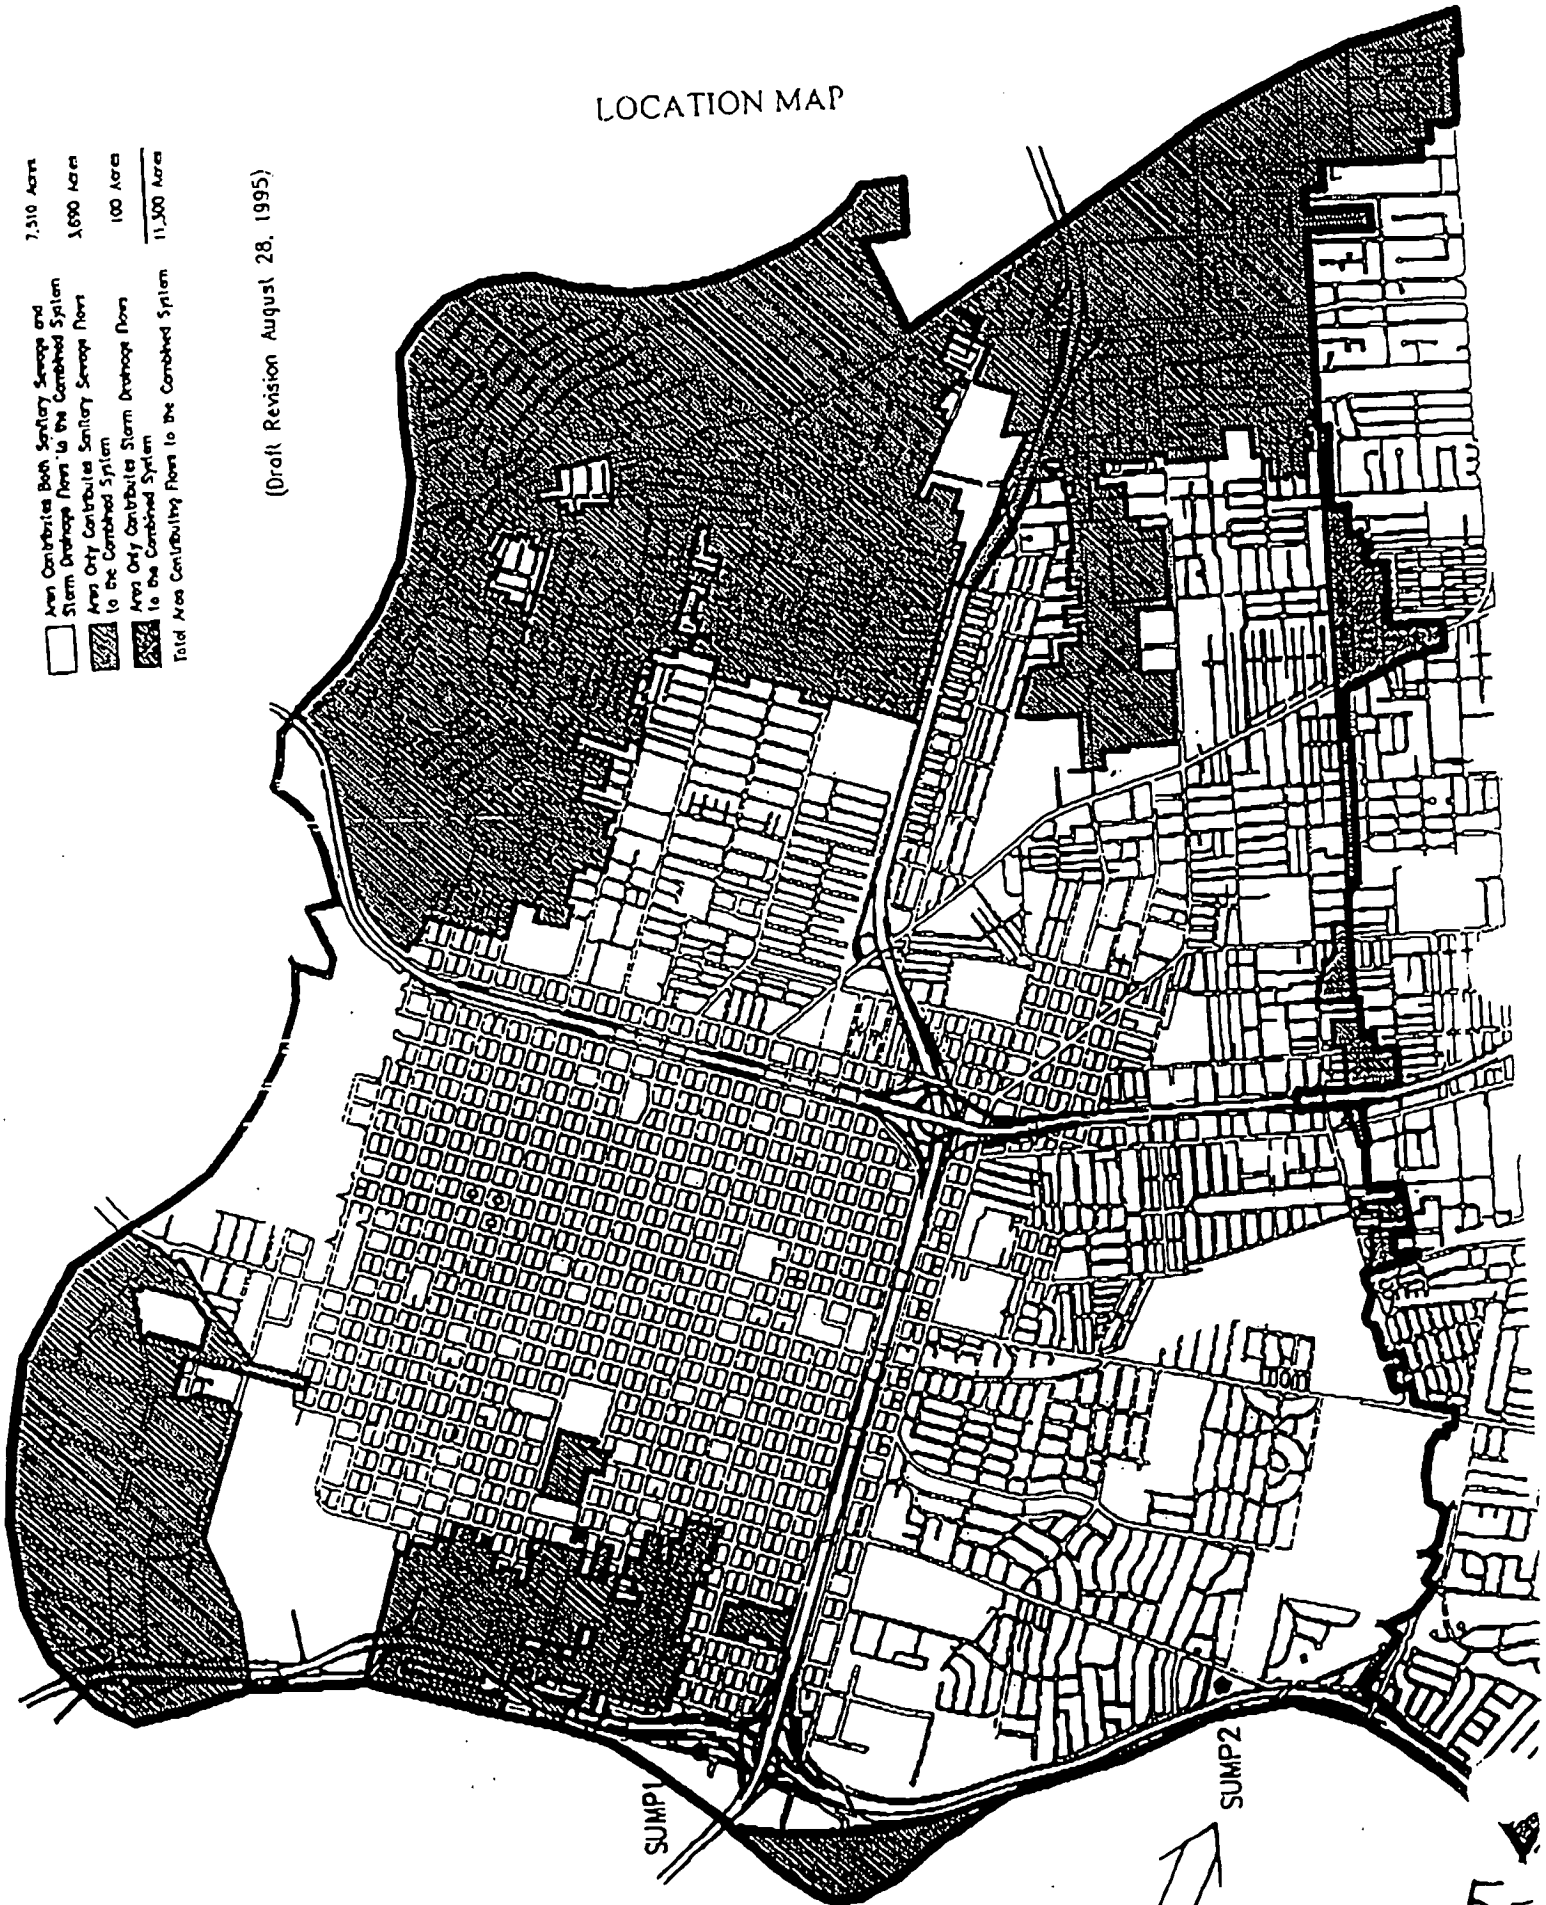 LOCATION MAP
Area Contributes Both Sanitary Sewage and
Storm Drainage Flows to the Combined System
7,510 Acres
Area Only Contributes Sanitary Sewage Flows
to the Combined System
3,690 Acres
Area Only Contributes Storm Drainage Flows
to the Combined System
100 Acres
Total Area Contributing Flows to the Combined System
11,300 Acres
(Draft Revision August 28, 1995)
SUMP1
SUMP2